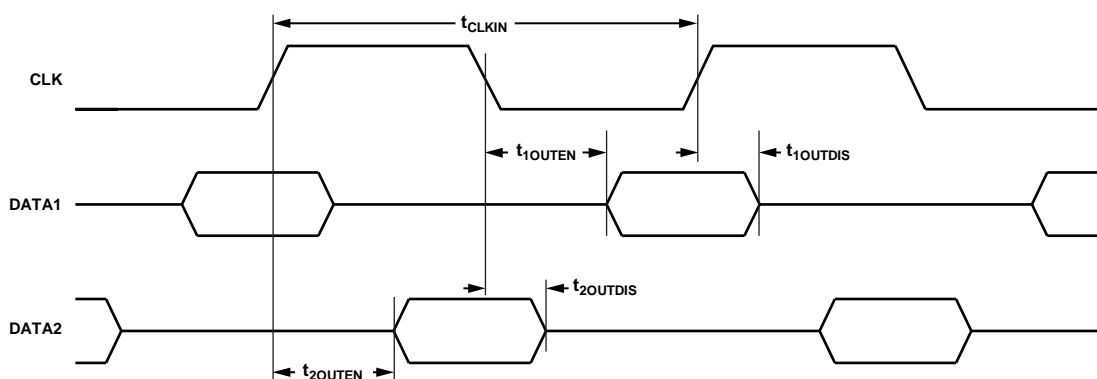 tCLKIN
CLK
t1OUTEN
t1OUTDIS
DATA1
t2OUTDIS
DATA2
t2OUTEN